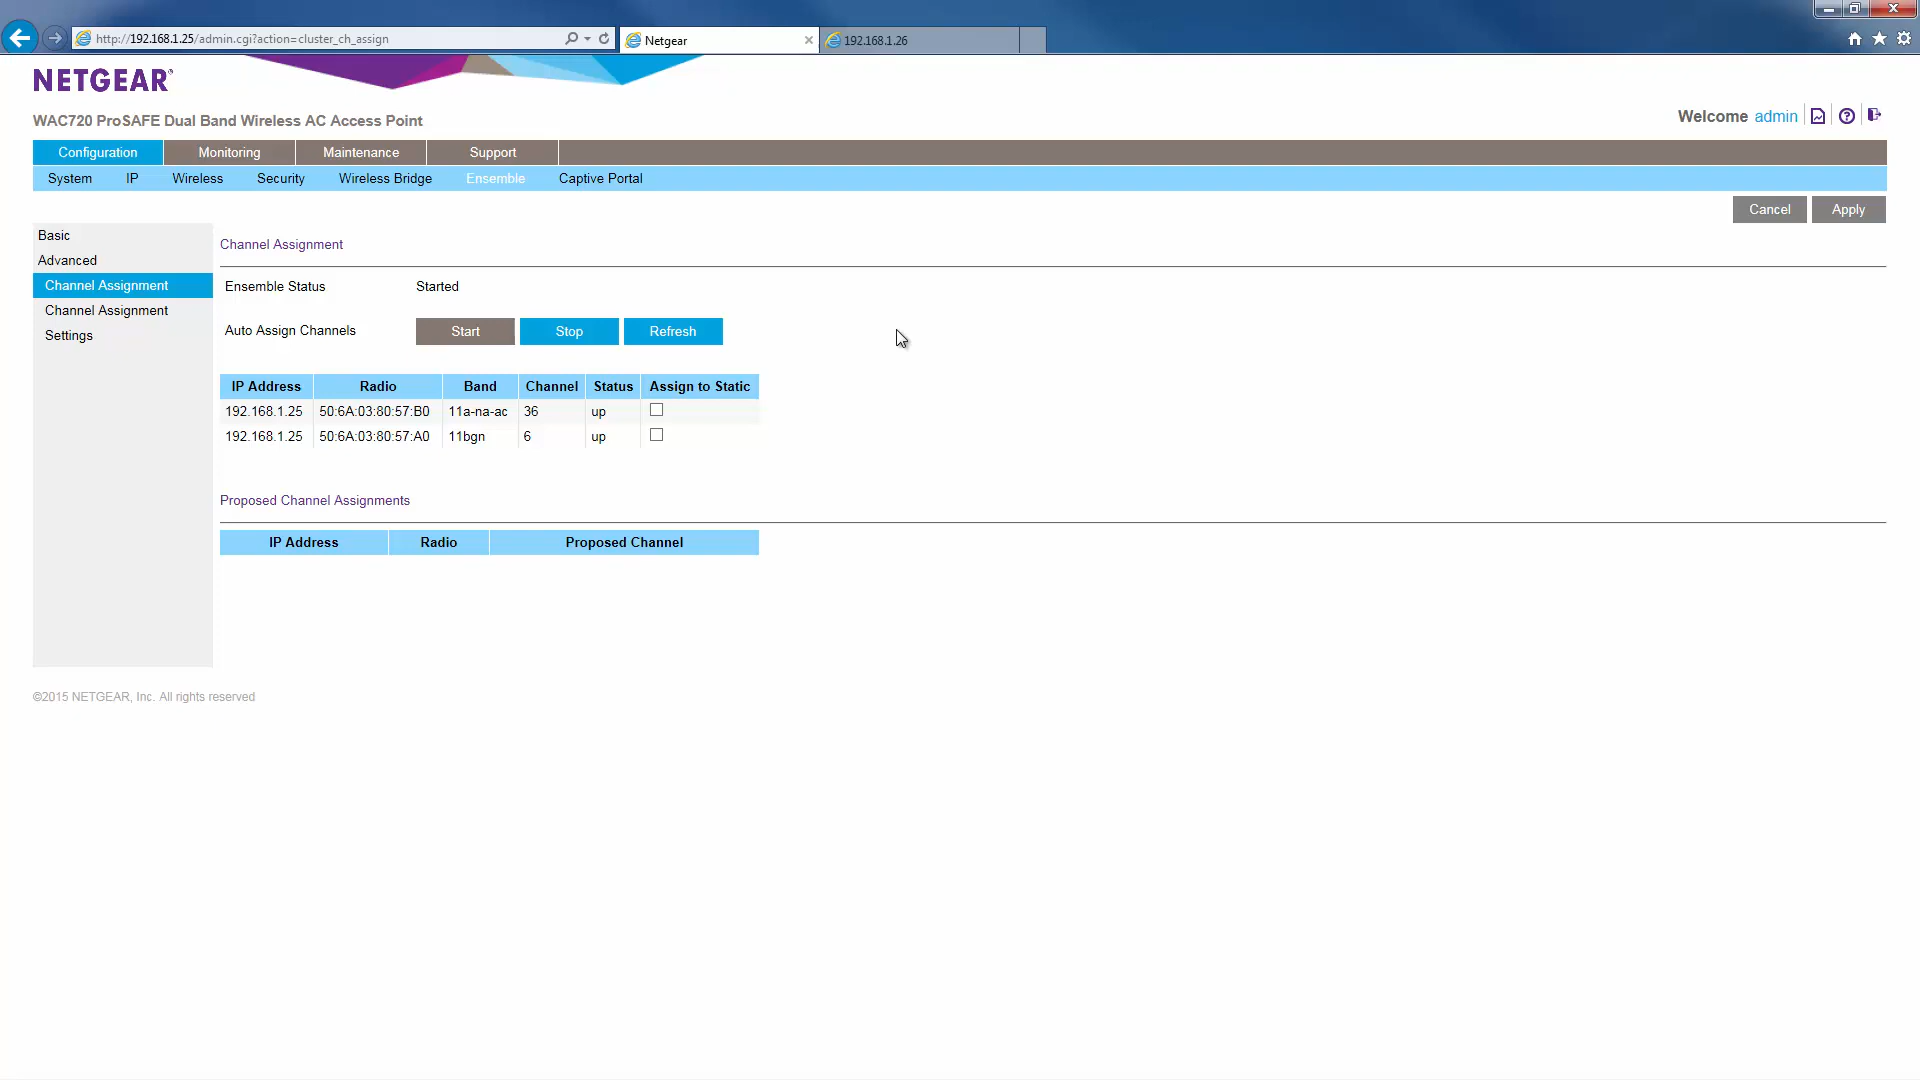 http://192.168.1.25/admin.cgi?action=cluster_ch_assign Netgear 192.168.1.26
NETGEAR®
WAC720 ProSAFE Dual Band Wireless AC Access Point
Welcome admin
Configuration Monitoring Maintenance Support
System IP Wireless Security Wireless Bridge Ensemble Captive Portal
Cancel Apply
Basic
Advanced
Channel Assignment
Channel Assignment
Settings
Channel Assignment
Ensemble Status Started
Auto Assign Channels Start Stop Refresh
IP Address Radio Band Channel Status Assign to Static
192.168.1.25 50:6A:03:80:57:B0 11a-na-ac 36 up
192.168.1.25 50:6A:03:80:57:A0 11bgn 6 up
Proposed Channel Assignments
IP Address Radio Proposed Channel
©2015 NETGEAR, Inc. All rights reserved